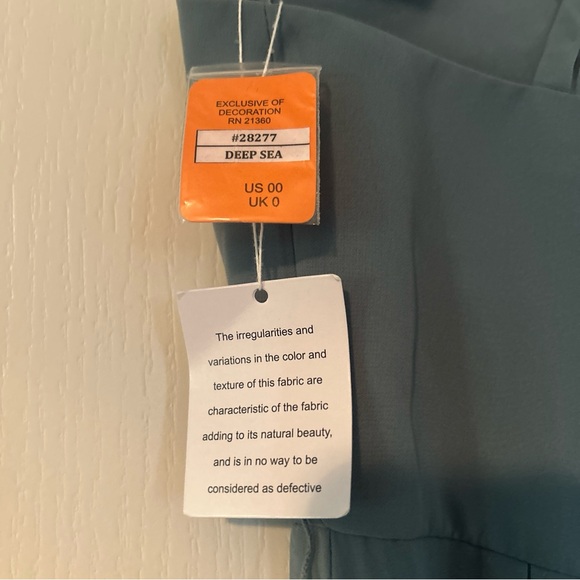 EXCLUSIVE OF
DECORATION
RN 21360
#28277
DEEP SEA
US 00
UK 0
The irregularities and
variations in the color and
texture of this fabric are
characteristic of the fabric
adding to its natural beauty,
and is in no way to be
considered as defective